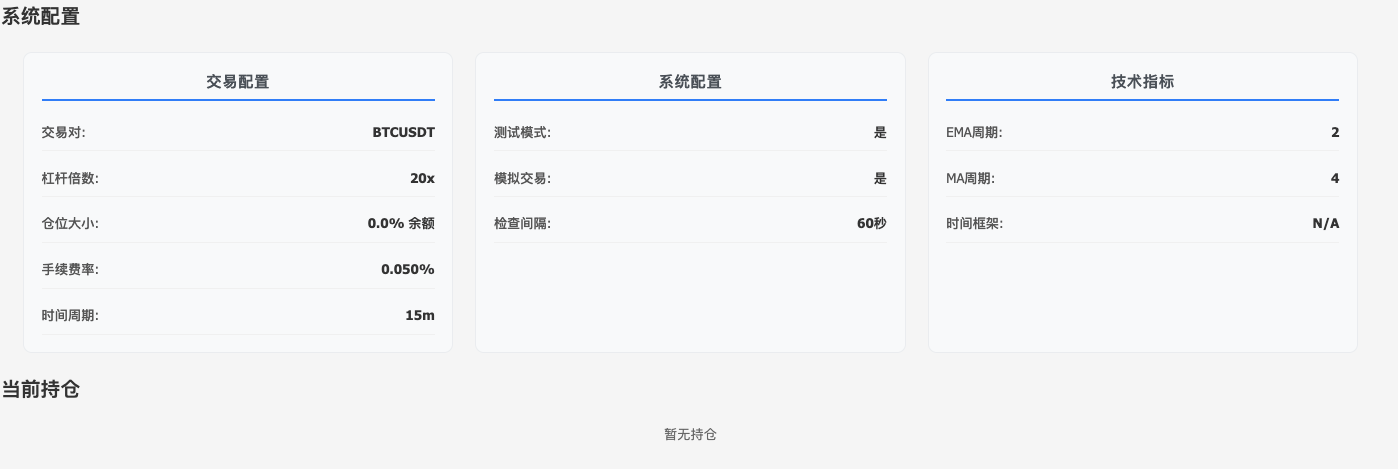 系统配置
交易配置
交易对: BTCUSDT
杠杆倍数: 20x
仓位大小: 0.0% 余额
手续费率: 0.050%
时间周期: 15m
系统配置
测试模式: 是
模拟交易: 是
检查间隔: 60秒
技术指标
EMA周期: 2
MA周期: 4
时间框架: N/A
当前持仓
暂无持仓